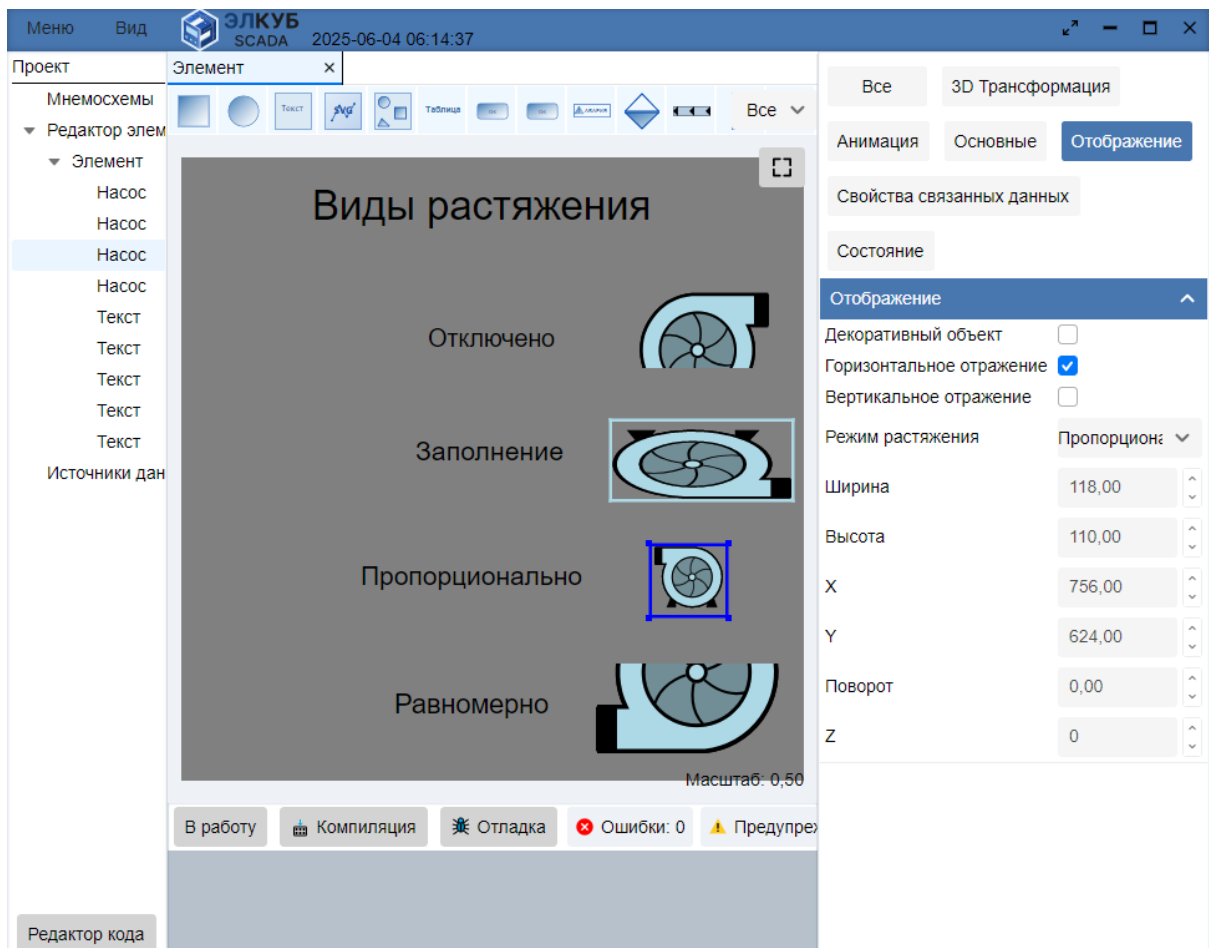 Меню Вид ЭЛКУБ
SCADA 2025-06-04 06:14:37
Проект
Мнемосхемы
Редактор элем
Элемент
Насос
Насос
Насос
Насос
Текст
Текст
Текст
Текст
Текст
Источники дан
Редактор кода
Элемент
Текст svg Таблица Все
Виды растяжения
Отключено
Заполнение
Пропорционально
Равномерно
Масштаб: 0,50
В работу Компиляция Отладка Ошибки: 0 Предупреж
Все 3D Трансформация
Анимация Основные Отображение
Свойства связанных данных
Состояние
Отображение
Декоративный объект
Горизонтальное отражение
Вертикальное отражение
Режим растяжения Пропорциона
Ширина 118,00
Высота 110,00
X 756,00
Y 624,00
Поворот 0,00
Z 0